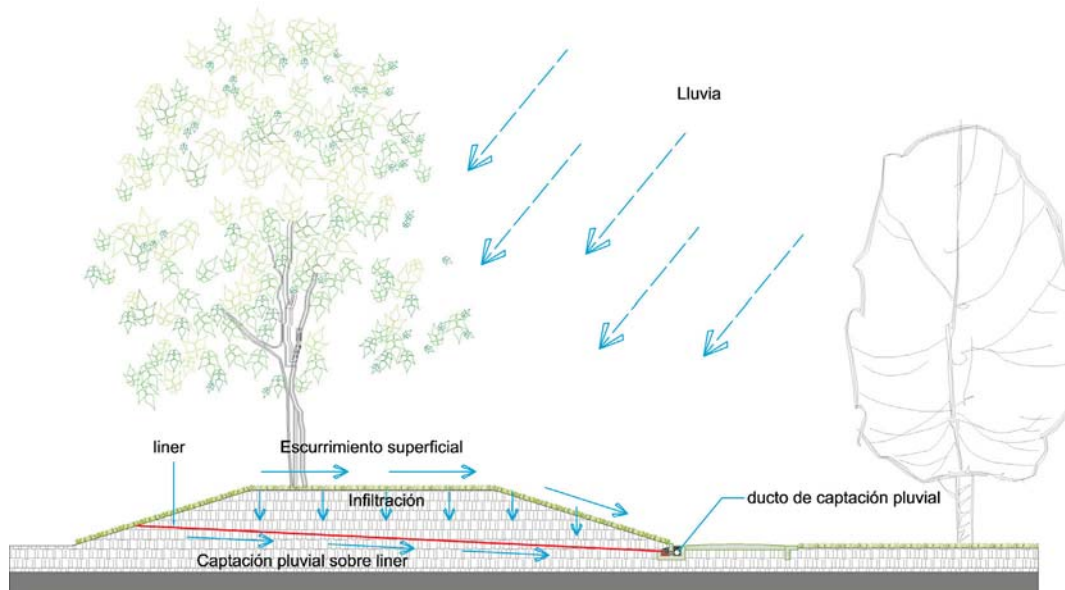 Lluvia
liner
Escurrimiento superficial
Infiltración
ducto de captación pluvial
Captación pluvial sobre liner